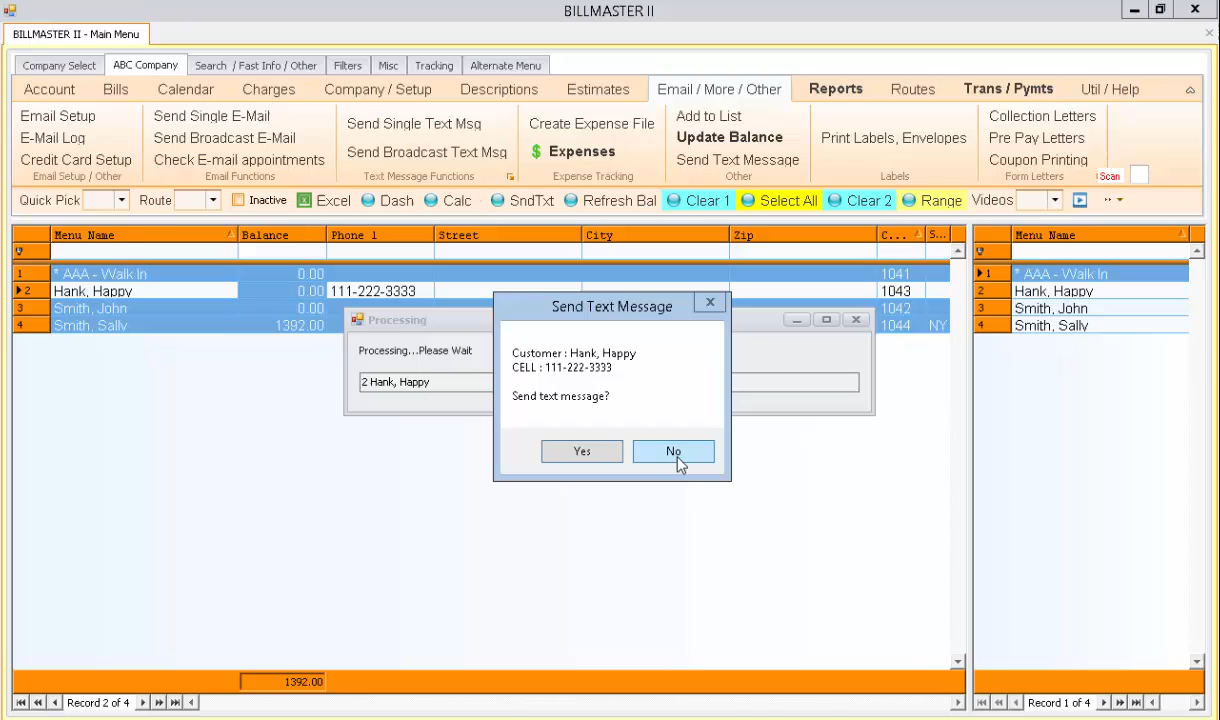 BILLMASTER II
BILLMASTER II - Main Menu
Company Select ABC Company Search / Fast Info / Other Filters Misc Tracking Alternate Menu
Account Bills Calendar Charges Company / Setup Descriptions Estimates Email / More / Other Reports Routes Trans / Pymts Util / Help
Email Setup Send Single E-Mail Send Single Text Msg Create Expense File Add to List Print Labels, Envelopes Collection Letters
E-Mail Log Send Broadcast E-Mail Send Broadcast Text Msg $ Expenses Update Balance Pre Pay Letters
Credit Card Setup Check E-mail appointments Send Text Message Coupon Printing
Email Setup / Other Email Functions Text Message Functions Expense Tracking Other Labels Form Letters Scan
Quick Pick Route Inactive Excel Dash Calc SndTxt Refresh Bal Clear 1 Select All Clear 2 Range Videos
Menu Name Balance Phone 1 Street City Zip C... S... Menu Name
1 * AAA - Walk In 0.00 1041 1 * AAA - Walk In
2 Hank, Happy 0.00 111-222-3333 1043 2 Hank, Happy
3 Smith, John 0.00 1042 3 Smith, John
4 Smith, Sally 1392.00 1044 NY 4 Smith, Sally
Processing
Processing...Please Wait
2 Hank, Happy
Send Text Message
Customer : Hank, Happy
CELL : 111-222-3333
Send text message?
Yes No
1392.00
Record 2 of 4 Record 1 of 4